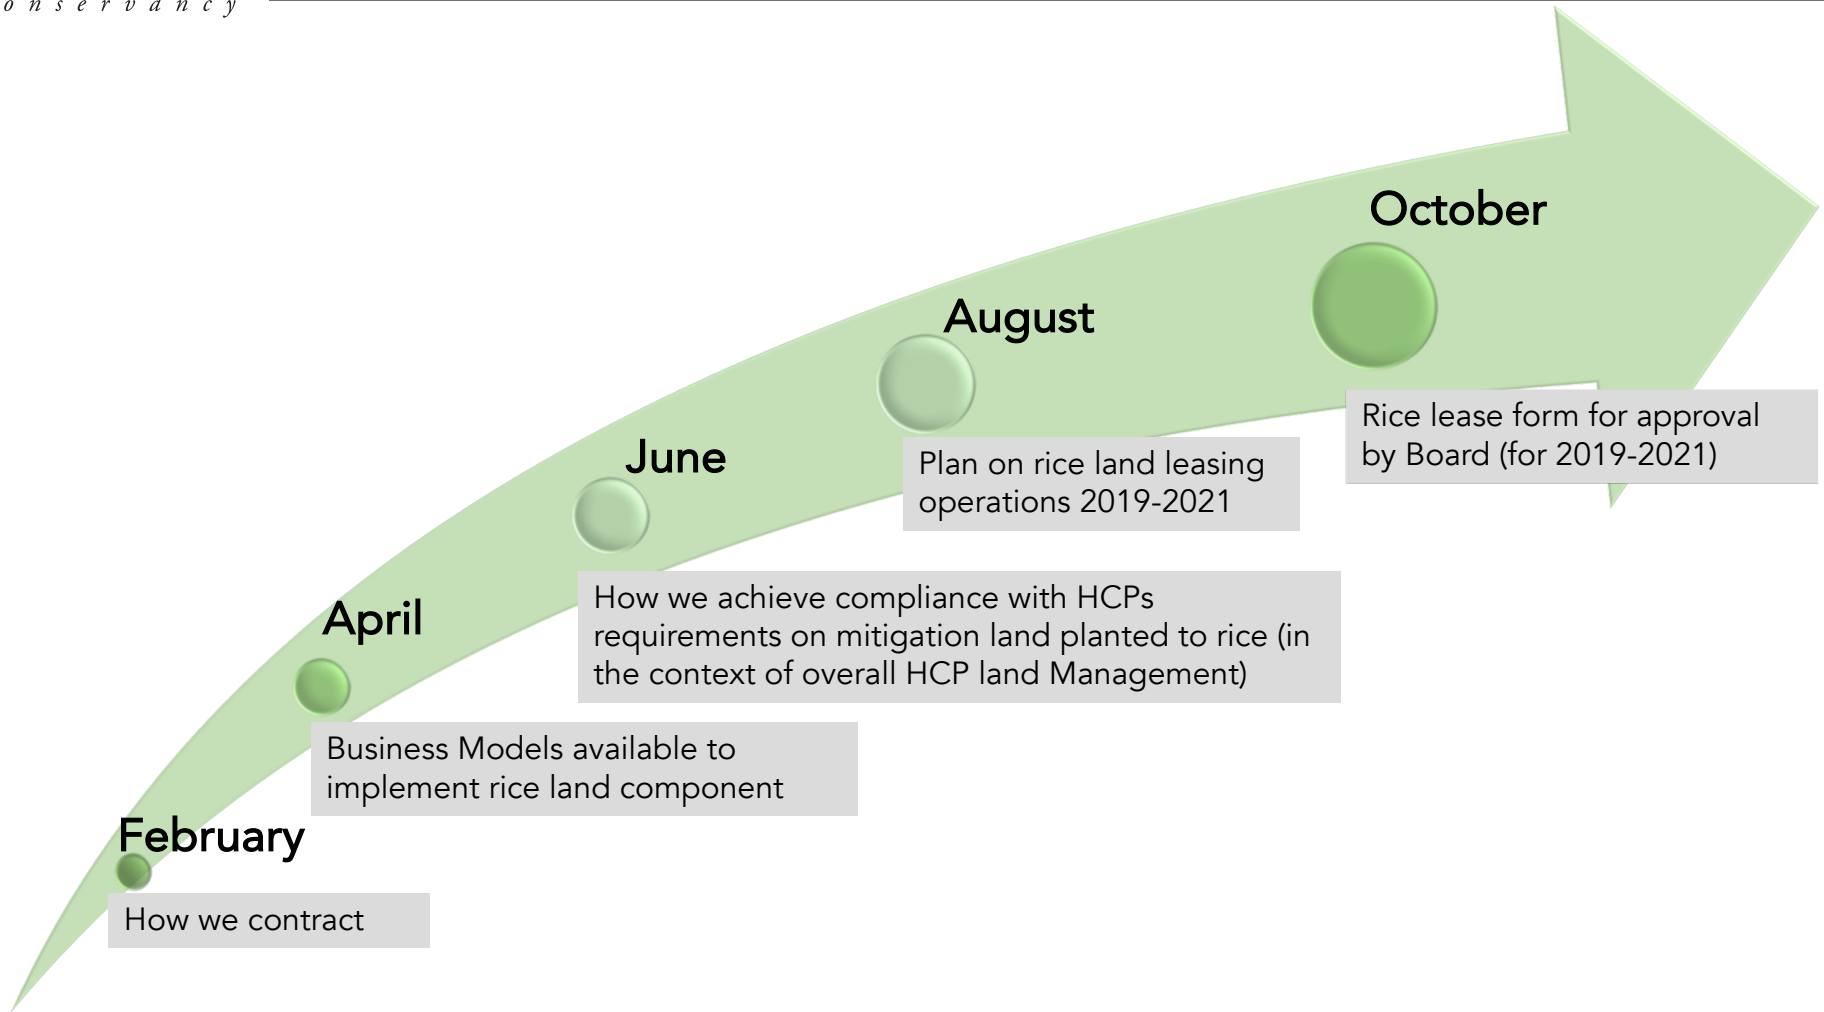 onservancy
October
August
June
April
February
Rice lease form for approval
by Board (for 2019-2021)
Plan on rice land leasing
operations 2019-2021
How we achieve compliance with HCPs
requirements on mitigation land planted to rice (in
the context of overall HCP land Management)
Business Models available to
implement rice land component
How we contract